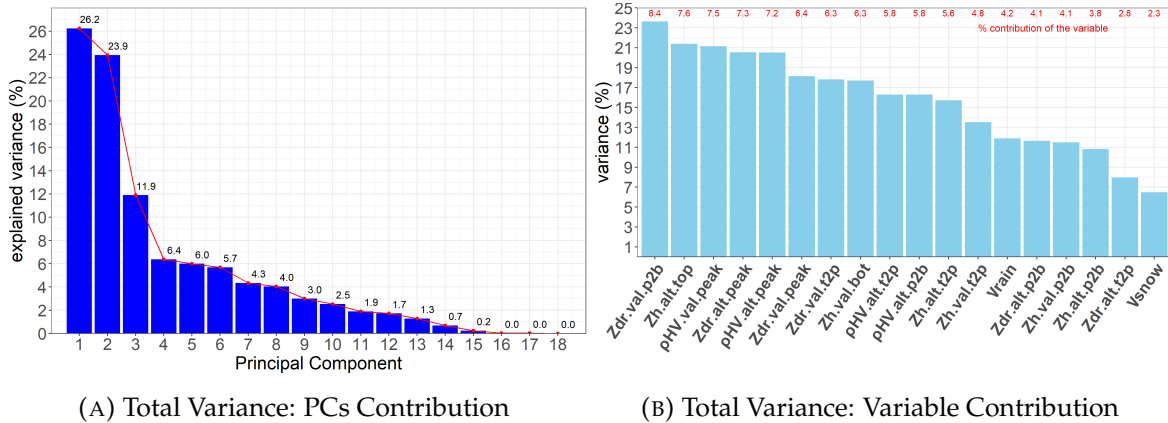 26.2
23.9
11.9
6.4
6.0
5.7
4.3
4.0
3.0
2.5
1.9
1.7
1.3
0.7
0.2
0.0
0.0
0.0
26
24
22
20
18
16
14
12
10
8
6
4
2
0
explained variance (%)
1 2 3 4 5 6 7 8 9 10 11 12 13 14 15 16 17 18
Principal Component
(A) Total Variance: PCs Contribution
8.4 7.6 7.5 7.3 7.2 6.4 6.3 6.3 5.8 5.8 5.6 4.8 4.2 4.1 4.1 3.8 2.8 2.3
% contribution of the variable
25
23
21
19
17
15
13
11
9
7
5
3
1
variance (%)
Zdr.val.p2b
Zh.alt.top
ρHV.val.peak
Zdr.alt.peak
ρHV.alt.peak
Zdr.val.peak
Zdr.val.t2p
Zh.val.bot
ρHV.alt.t2p
ρHV.alt.p2b
Zh.alt.t2p
Zh.val.t2p
Vrain
Zdr.alt.p2b
Zh.val.p2b
Zh.alt.p2b
Zdr.alt.t2p
Vsnow
(B) Total Variance: Variable Contribution